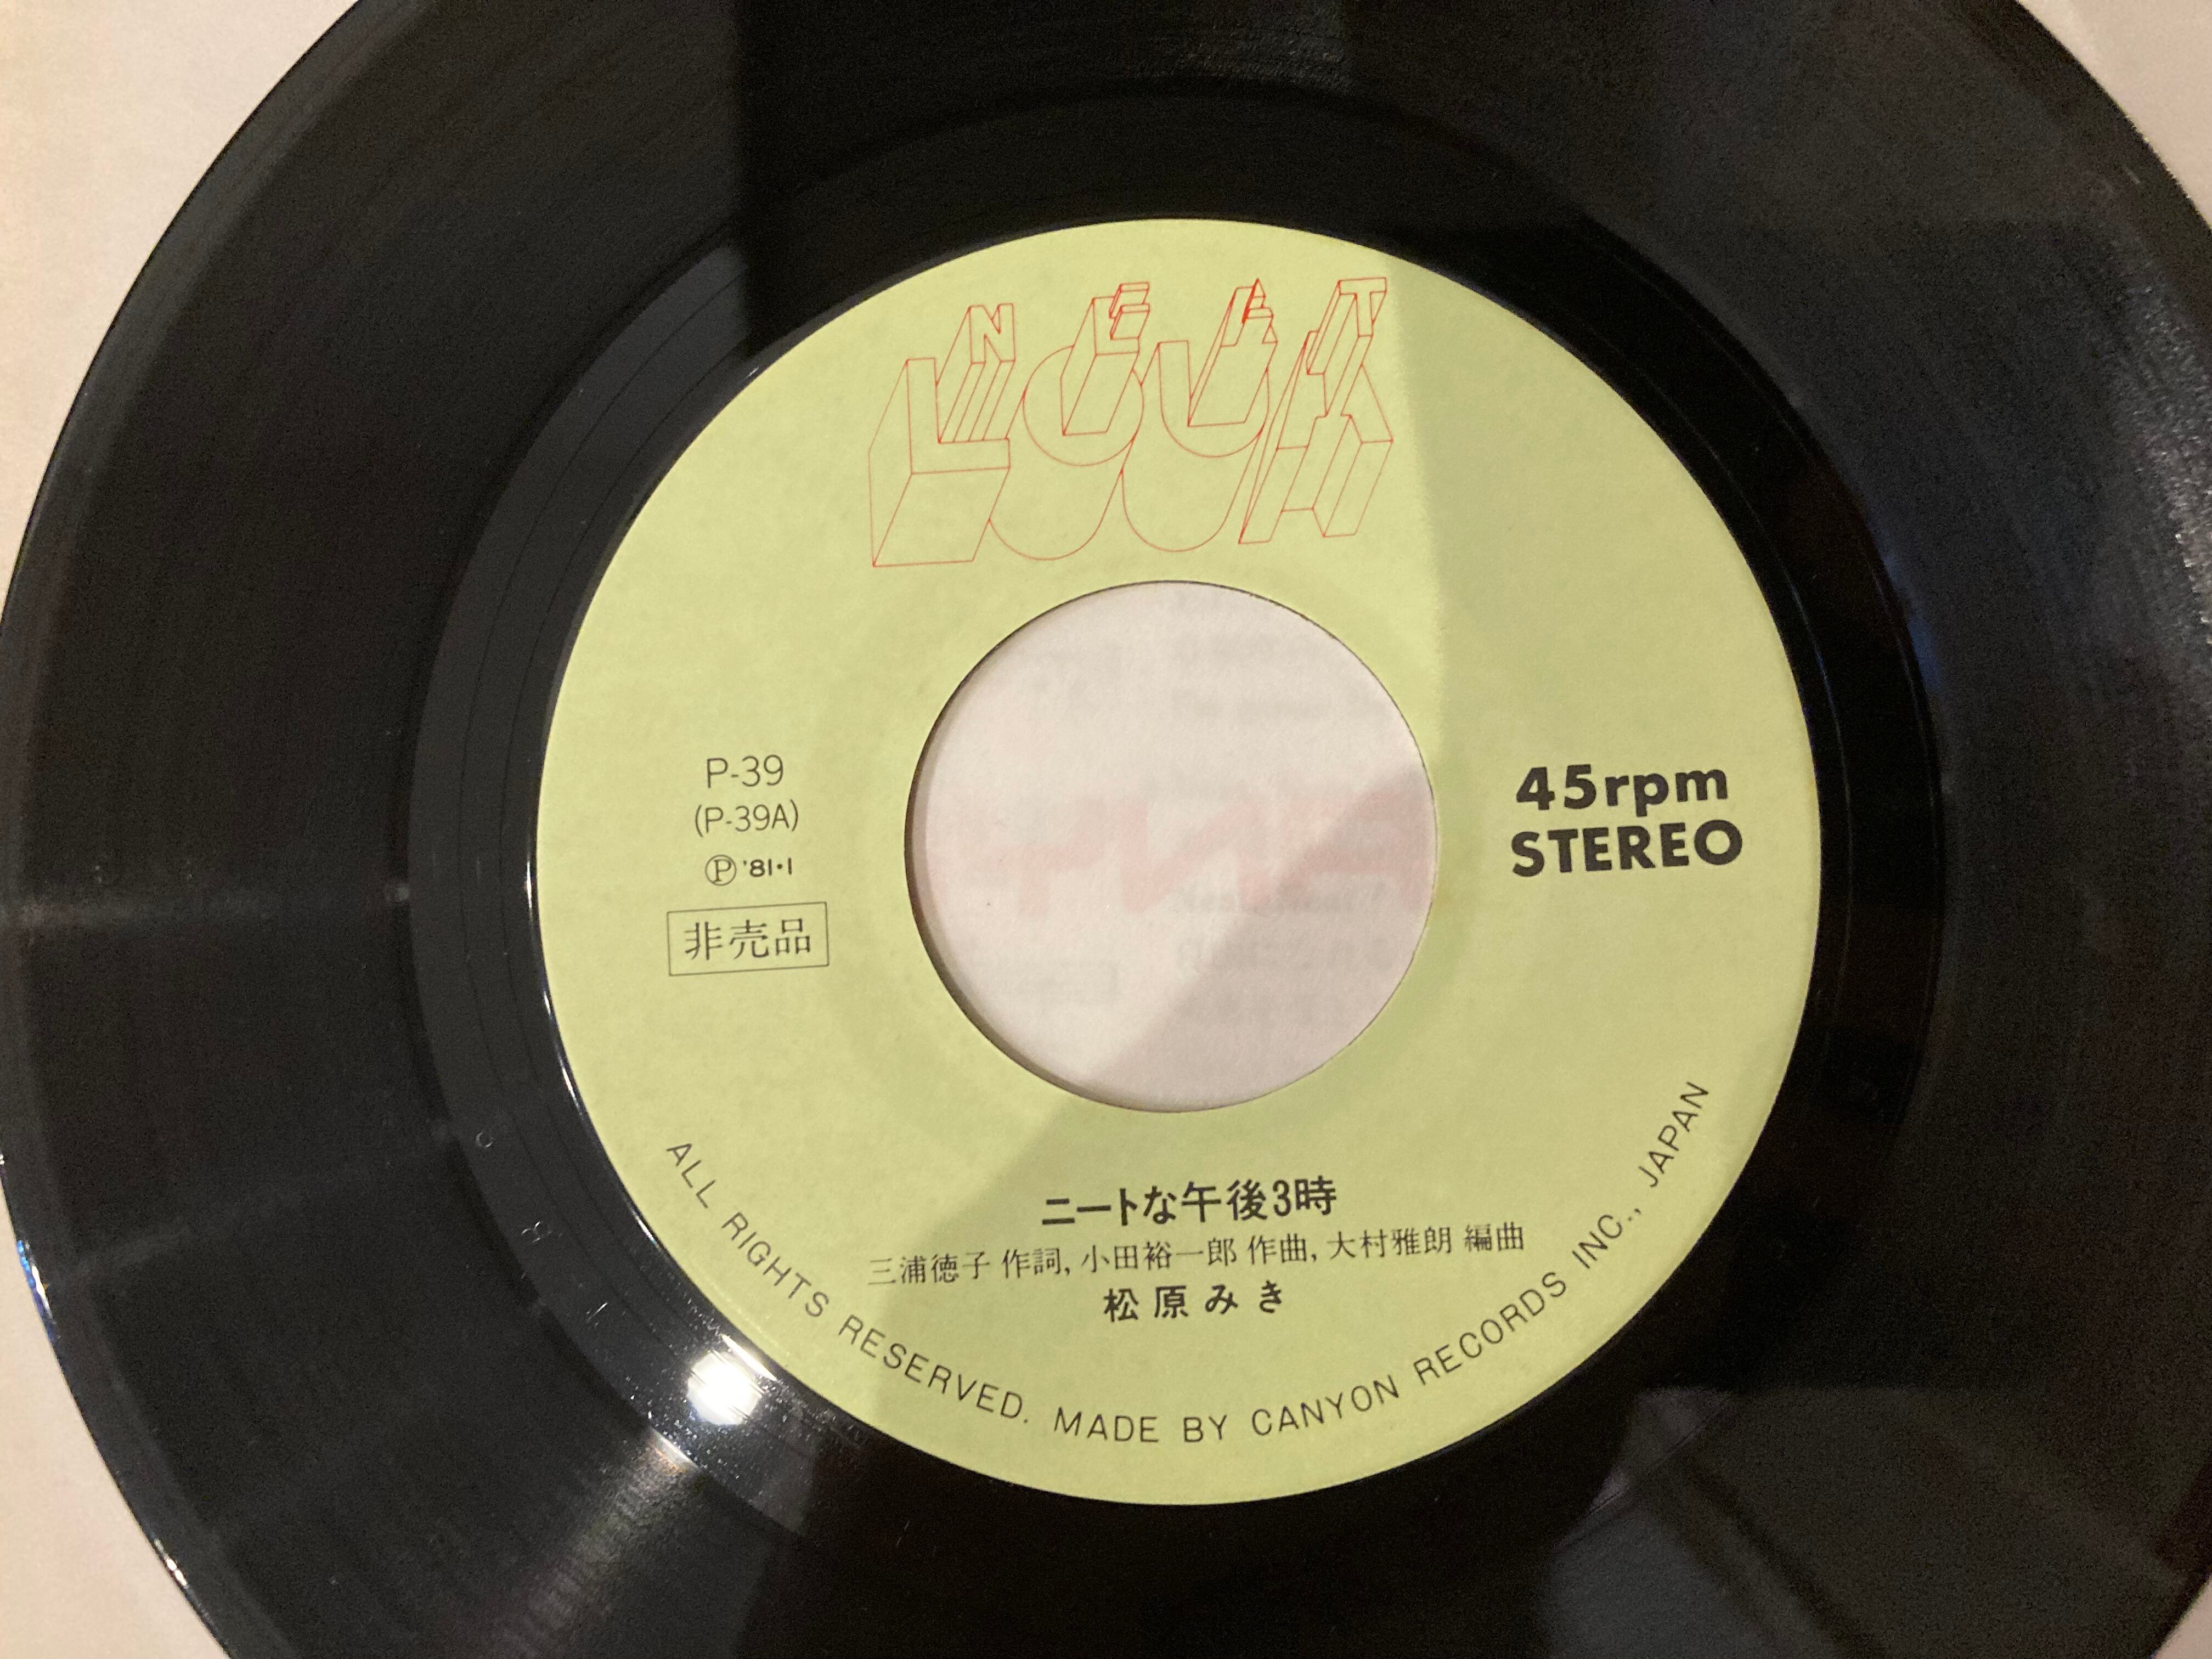 NEET
LOOK
P-39
(P-39A)
Ⓟ '81・1
非売品
45rpm
STEREO
ニートな午後3時
三浦徳子 作詞, 小田裕一郎 作曲, 大村雅朗 編曲
松原みき
ALL RIGHTS RESERVED. MADE BY CANYON RECORDS INC., JAPAN